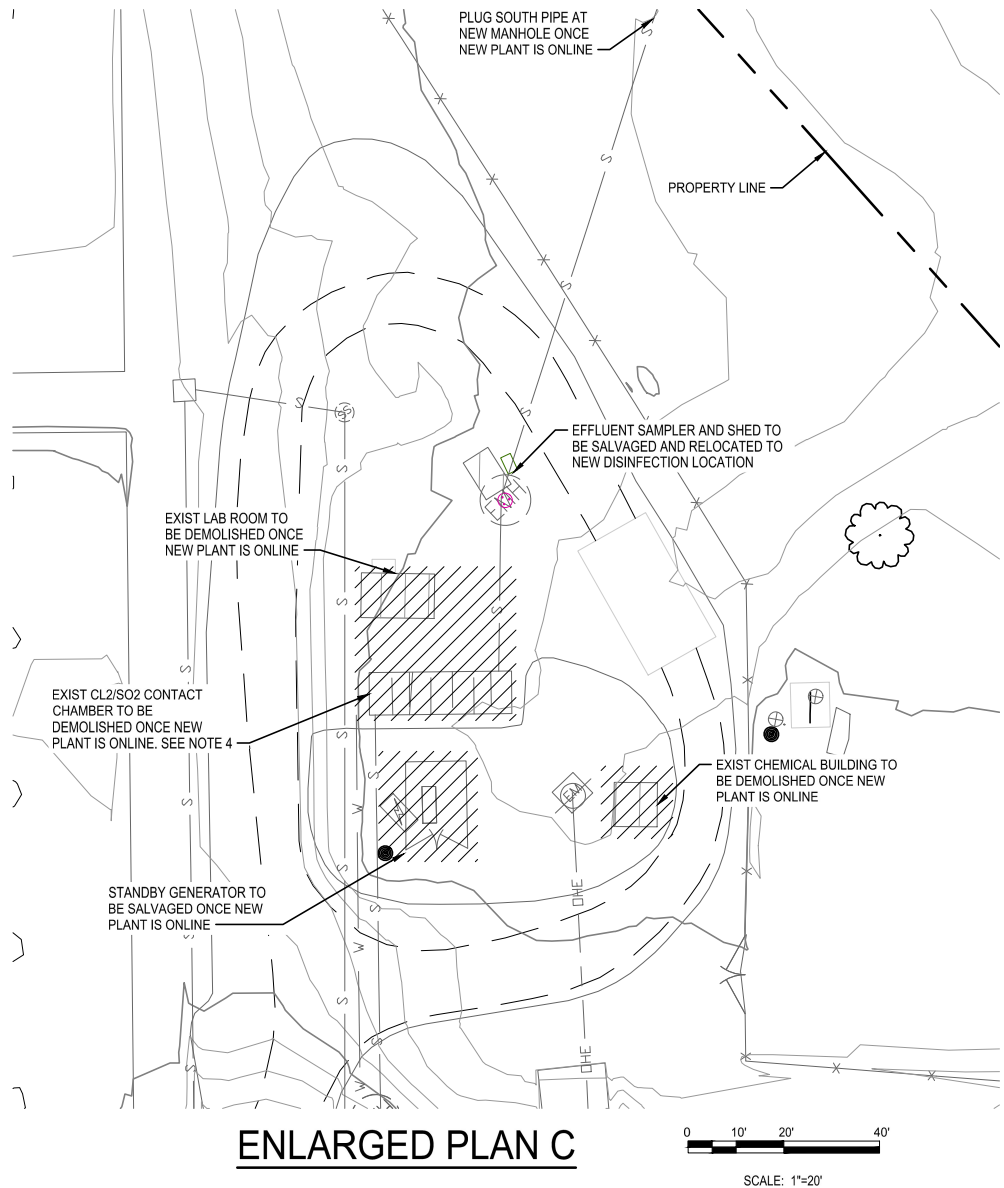 PLUG SOUTH PIPE AT
NEW MANHOLE ONCE
NEW PLANT IS ONLINE
S
PROPERTY LINE
S
S
S
S
SS
S
S
EFFLUENT SAMPLER AND SHED TO
BE SALVAGED AND RELOCATED TO
NEW DISINFECTION LOCATION
EXIST LAB ROOM TO
BE DEMOLISHED ONCE
NEW PLANT IS ONLINE
S
S
S
EXIST CL2/SO2 CONTACT
CHAMBER TO BE
DEMOLISHED ONCE NEW
PLANT IS ONLINE. SEE NOTE 4
S
S
EXIST CHEMICAL BUILDING TO
BE DEMOLISHED ONCE NEW
PLANT IS ONLINE
S
W
S
STANDBY GENERATOR TO
BE SALVAGED ONCE NEW
PLANT IS ONLINE
OHE
S
S
W
S
S
OHE
S
W
ENLARGED PLAN C
0 10' 20' 40'
SCALE: 1"=20'